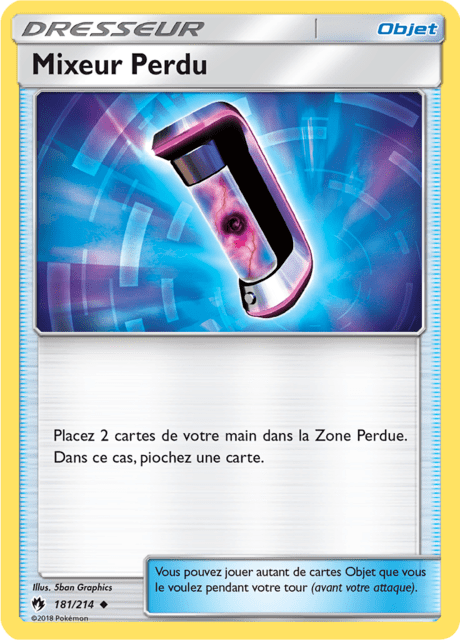 DRESSEUR
Objet
Mixeur Perdu
Placez 2 cartes de votre main dans la Zone Perdue.
Dans ce cas, piochez une carte.
Vous pouvez jouer autant de cartes Objet que vous
le voulez pendant votre tour (avant votre attaque).
Illus. 5ban Graphics
181/214
©2018 Pokémon